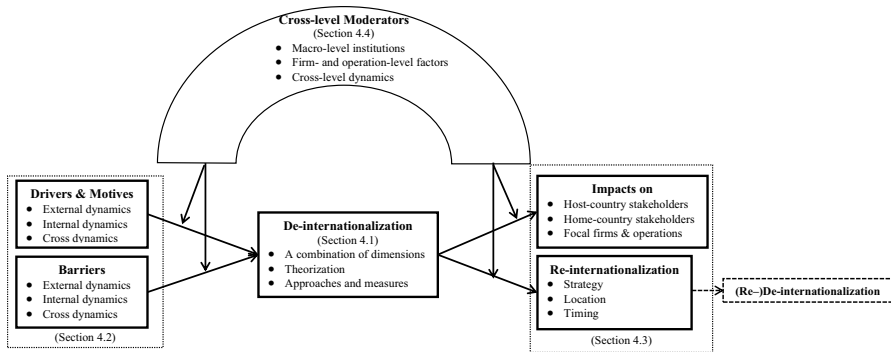 Cross-level Moderators
(Section 4.4)
● Macro-level institutions
● Firm- and operation-level factors
● Cross-level dynamics
Drivers & Motives
● External dynamics
● Internal dynamics
● Cross dynamics
Barriers
● External dynamics
● Internal dynamics
● Cross dynamics
(Section 4.2)
De-internationalization
(Section 4.1)
● A combination of dimensions
● Theorization
● Approaches and measures
Impacts on
● Host-country stakeholders
● Home-country stakeholders
● Focal firms & operations
Re-internationalization
● Strategy
● Location
● Timing
(Section 4.3)
(Re–)De-internationalization